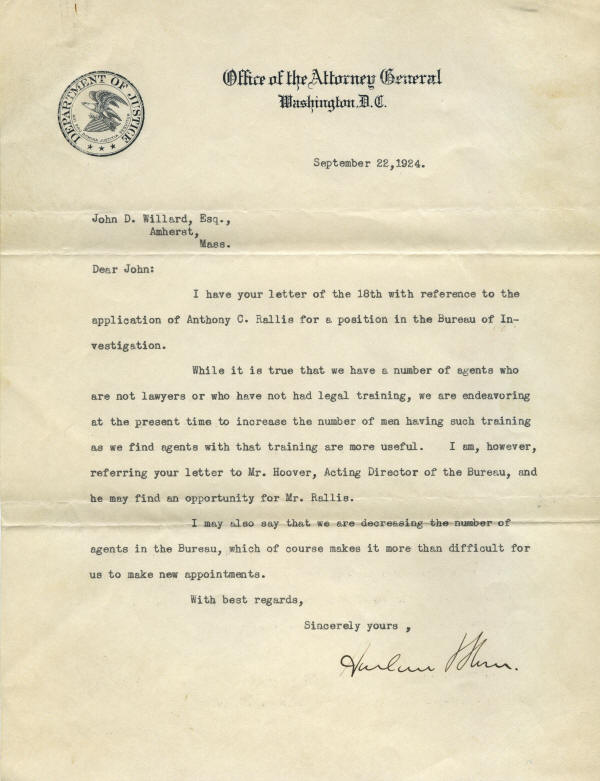 Office of the Attorney General
Washington, D.C.
DEPARTMENT OF JUSTICE
September 22,1924.
John D. Willard, Esq.,
Amherst,
Mass.
Dear John:
I have your letter of the 18th with reference to the
application of Anthony C. Rallis for a position in the Bureau of In-
vestigation.
While it is true that we have a number of agents who
are not lawyers or who have not had legal training, we are endeavoring
at the present time to increase the number of men having such training
as we find agents with that training are more useful. I am, however,
referring your letter to Mr. Hoover, Acting Director of the Bureau, and
he may find an opportunity for Mr. Rallis.
I may also say that we are decreasing the number of
agents in the Bureau, which of course makes it more than difficult for
us to make new appointments.
With best regards,
Sincerely yours ,
Harlan F Stone.